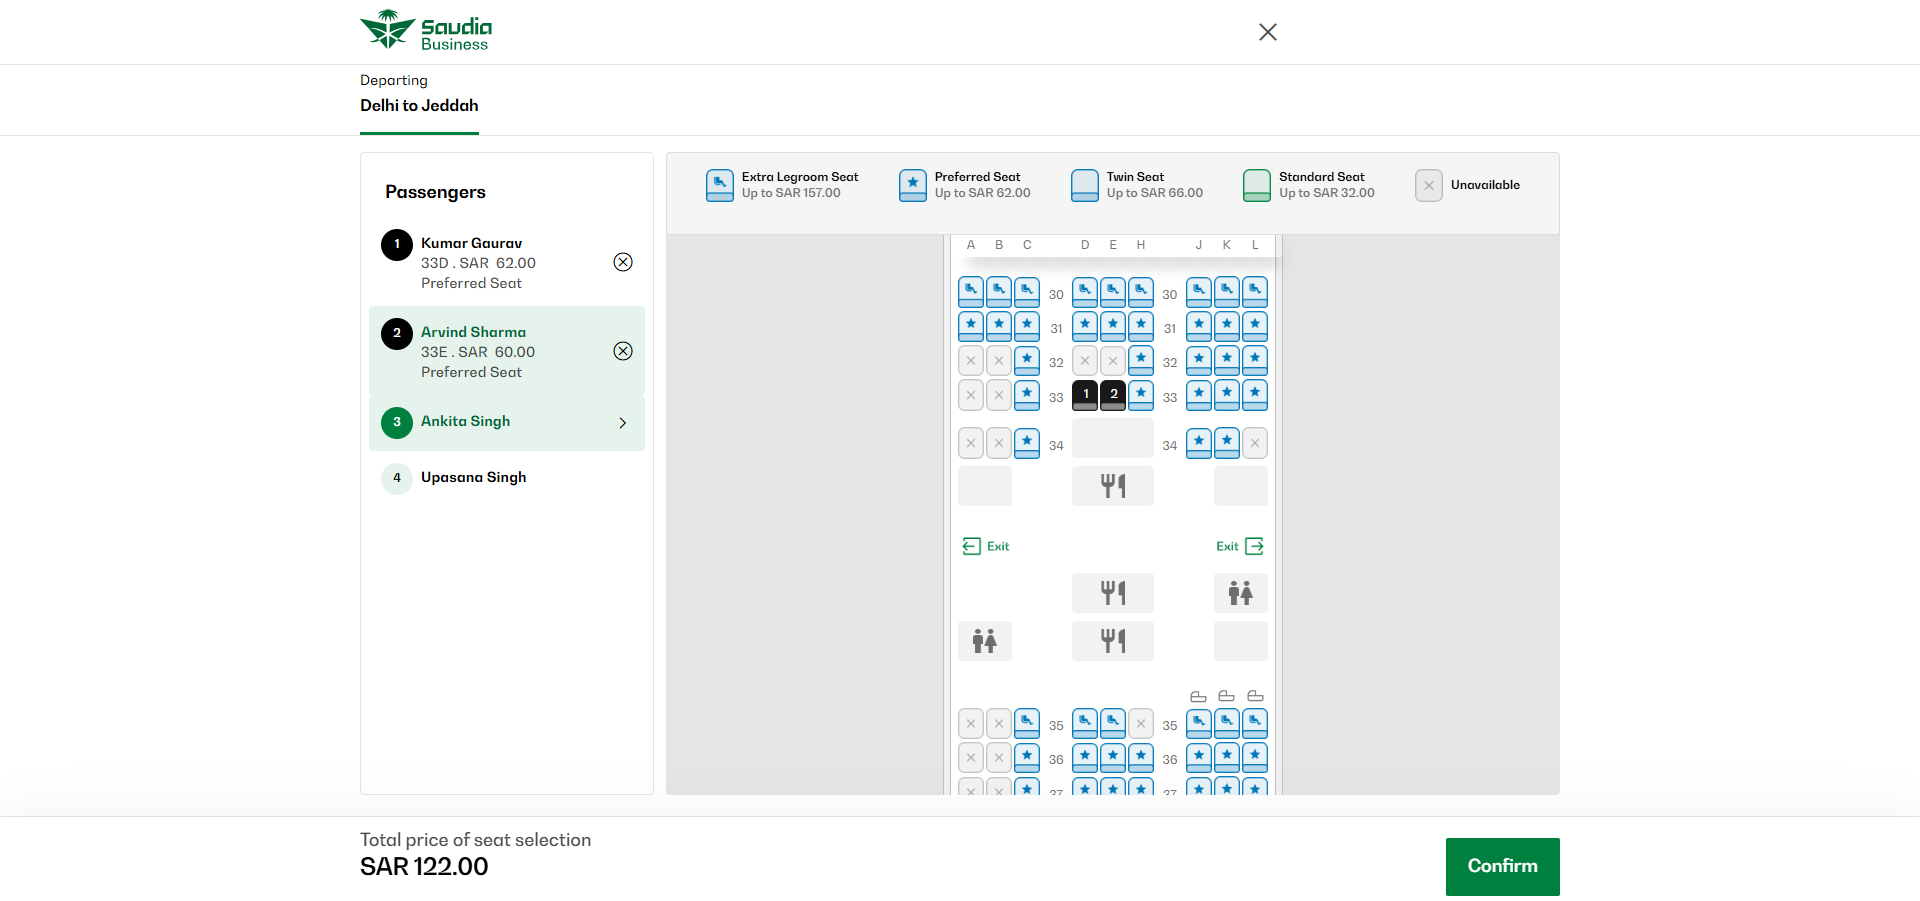 Saudia
Business
Departing
Delhi to Jeddah
Passengers
1
Kumar Gaurav
33D . SAR 62.00
Preferred Seat
2
Arvind Sharma
33E . SAR 60.00
Preferred Seat
3
Ankita Singh
4
Upasana Singh
Extra Legroom Seat
Up to SAR 157.00
Preferred Seat
Up to SAR 62.00
Twin Seat
Up to SAR 66.00
Standard Seat
Up to SAR 32.00
Unavailable
A B C D E H J K L
30 30
31 31
32 32
33 1 2 33
34 34
Exit Exit
35 35
36 36
37 37
Total price of seat selection
SAR 122.00
Confirm